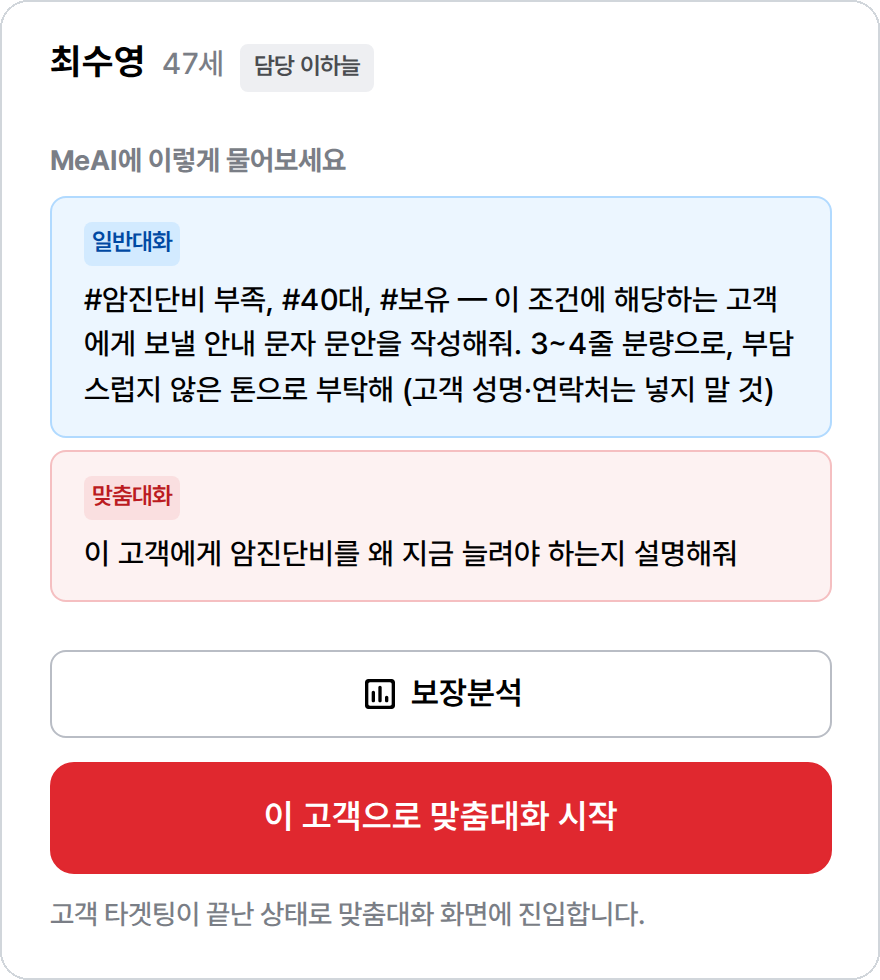 최수영 47세 담당 이하늘
MeAI에 이렇게 물어보세요
일반대화
#암진단비 부족, #40대, #보유 — 이 조건에 해당하는 고객
에게 보낼 안내 문자 문안을 작성해줘. 3~4줄 분량으로, 부담
스럽지 않은 톤으로 부탁해 (고객 성명·연락처는 넣지 말 것)
맞춤대화
이 고객에게 암진단비를 왜 지금 늘려야 하는지 설명해줘
보장분석
이 고객으로 맞춤대화 시작
고객 타겟팅이 끝난 상태로 맞춤대화 화면에 진입합니다.